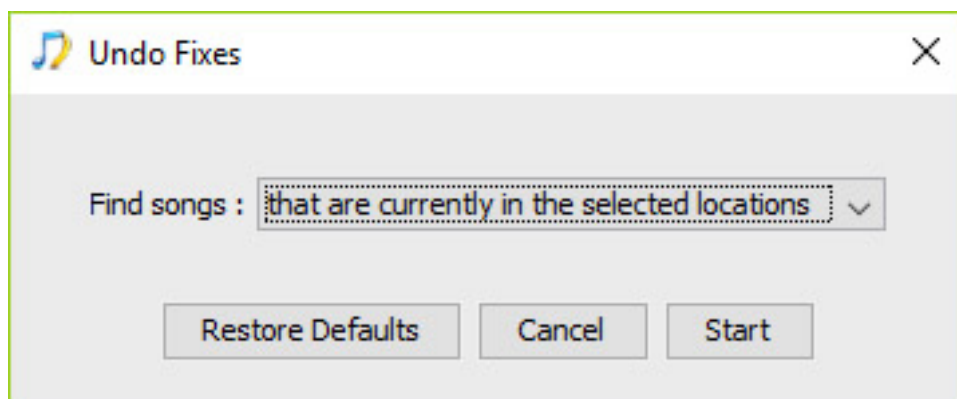 Undo Fixes
Find songs : that are currently in the selected locations
Restore Defaults Cancel Start